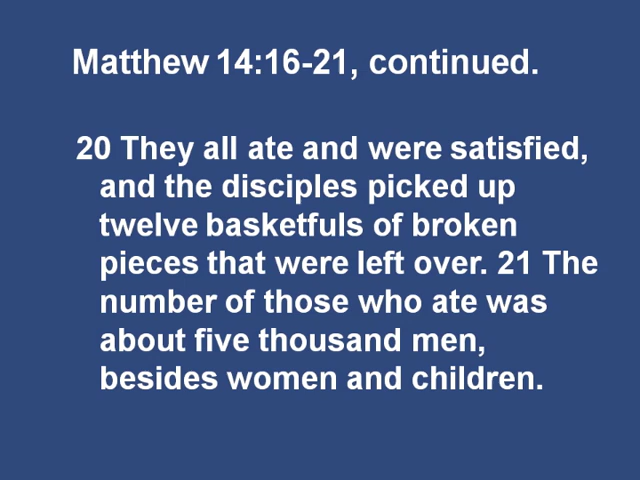 Matthew 14:16-21, continued.
20 They all ate and were satisfied,
and the disciples picked up
twelve basketfuls of broken
pieces that were left over. 21 The
number of those who ate was
about five thousand men,
besides women and children.